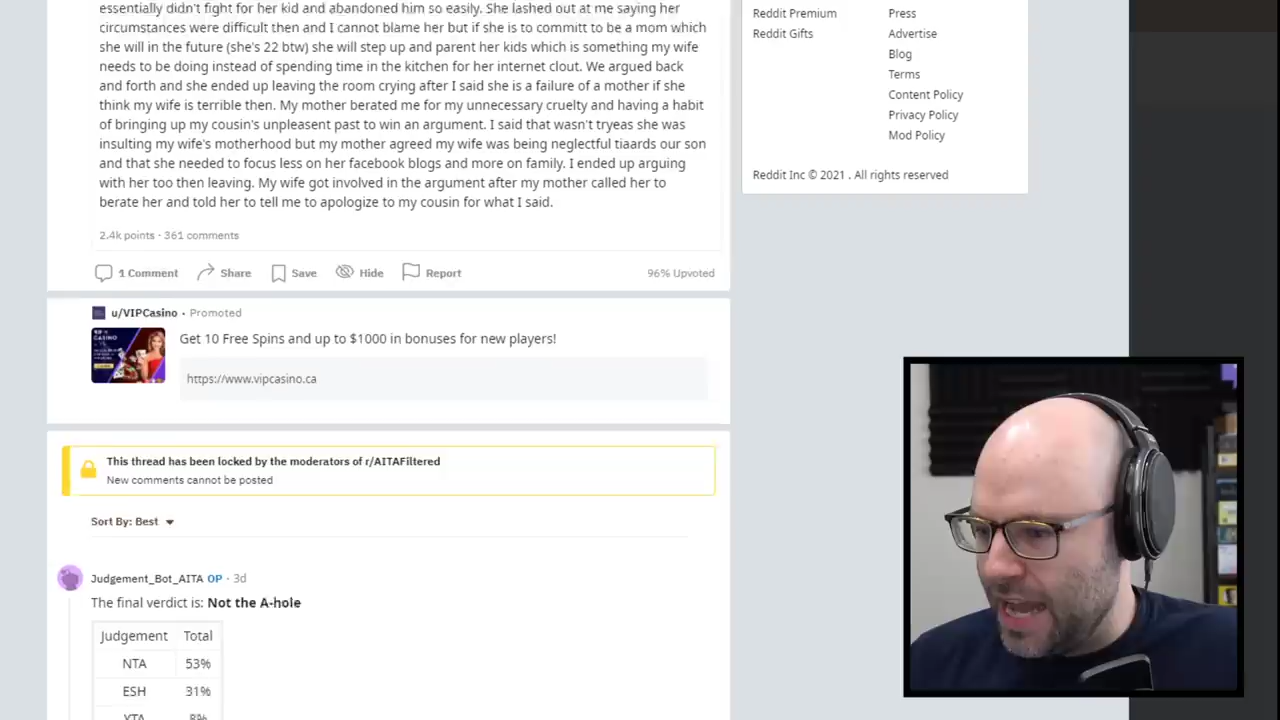 essentially didn't fight for her kid and abandoned him so easily. She lashed out at me saying her
circumstances were difficult then and I cannot blame her but if she is to commit to be a mom which
she will in the future (she's 22 btw) she will step up and parent her kids which is something my wife
needs to be doing instead of spending time in the kitchen for her internet clout. We argued back
and forth and she ended up leaving the room crying after I said she is a failure of a mother if she
think my wife is terrible then. My mother berated me for my unnecessary cruelty and having a habit
of bringing up my cousin's unpleasent past to win an argument. I said that wasn't tryeas she was
insulting my wife's motherhood but my mother agreed my wife was being neglectful tiaards our son
and that she needed to focus less on her facebook blogs and more on family. I ended up arguing
with her too then leaving. My wife got involved in the argument after my mother called her to
berate her and told her to tell me to apologize to my cousin for what I said.
2.4k points · 361 comments
1 Comment Share Save Hide Report 96% Upvoted
u/VIPCasino • Promoted
Get 10 Free Spins and up to $1000 in bonuses for new players!
https://www.vipcasino.ca
This thread has been locked by the moderators of r/AITAFiltered
New comments cannot be posted
Sort By: Best
Judgement_Bot_AITA OP · 3d
The final verdict is: Not the A-hole
Judgement Total
NTA 53%
ESH 31%
YTA 8%
Reddit Premium
Reddit Gifts
Press
Advertise
Blog
Terms
Content Policy
Privacy Policy
Mod Policy
Reddit Inc © 2021 . All rights reserved